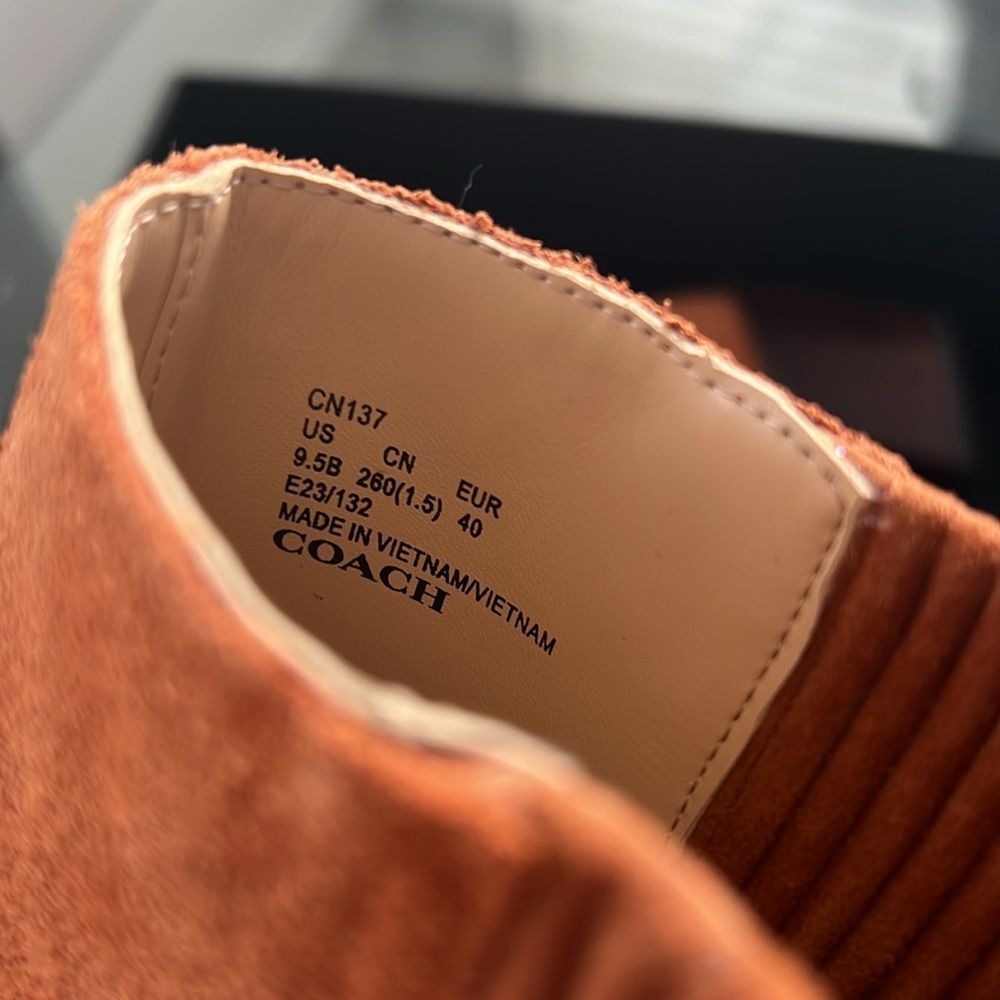 CN137
US CN EUR
9.5B 260(1.5) 40
E23/132
MADE IN VIETNAM/VIETNAM
COACH